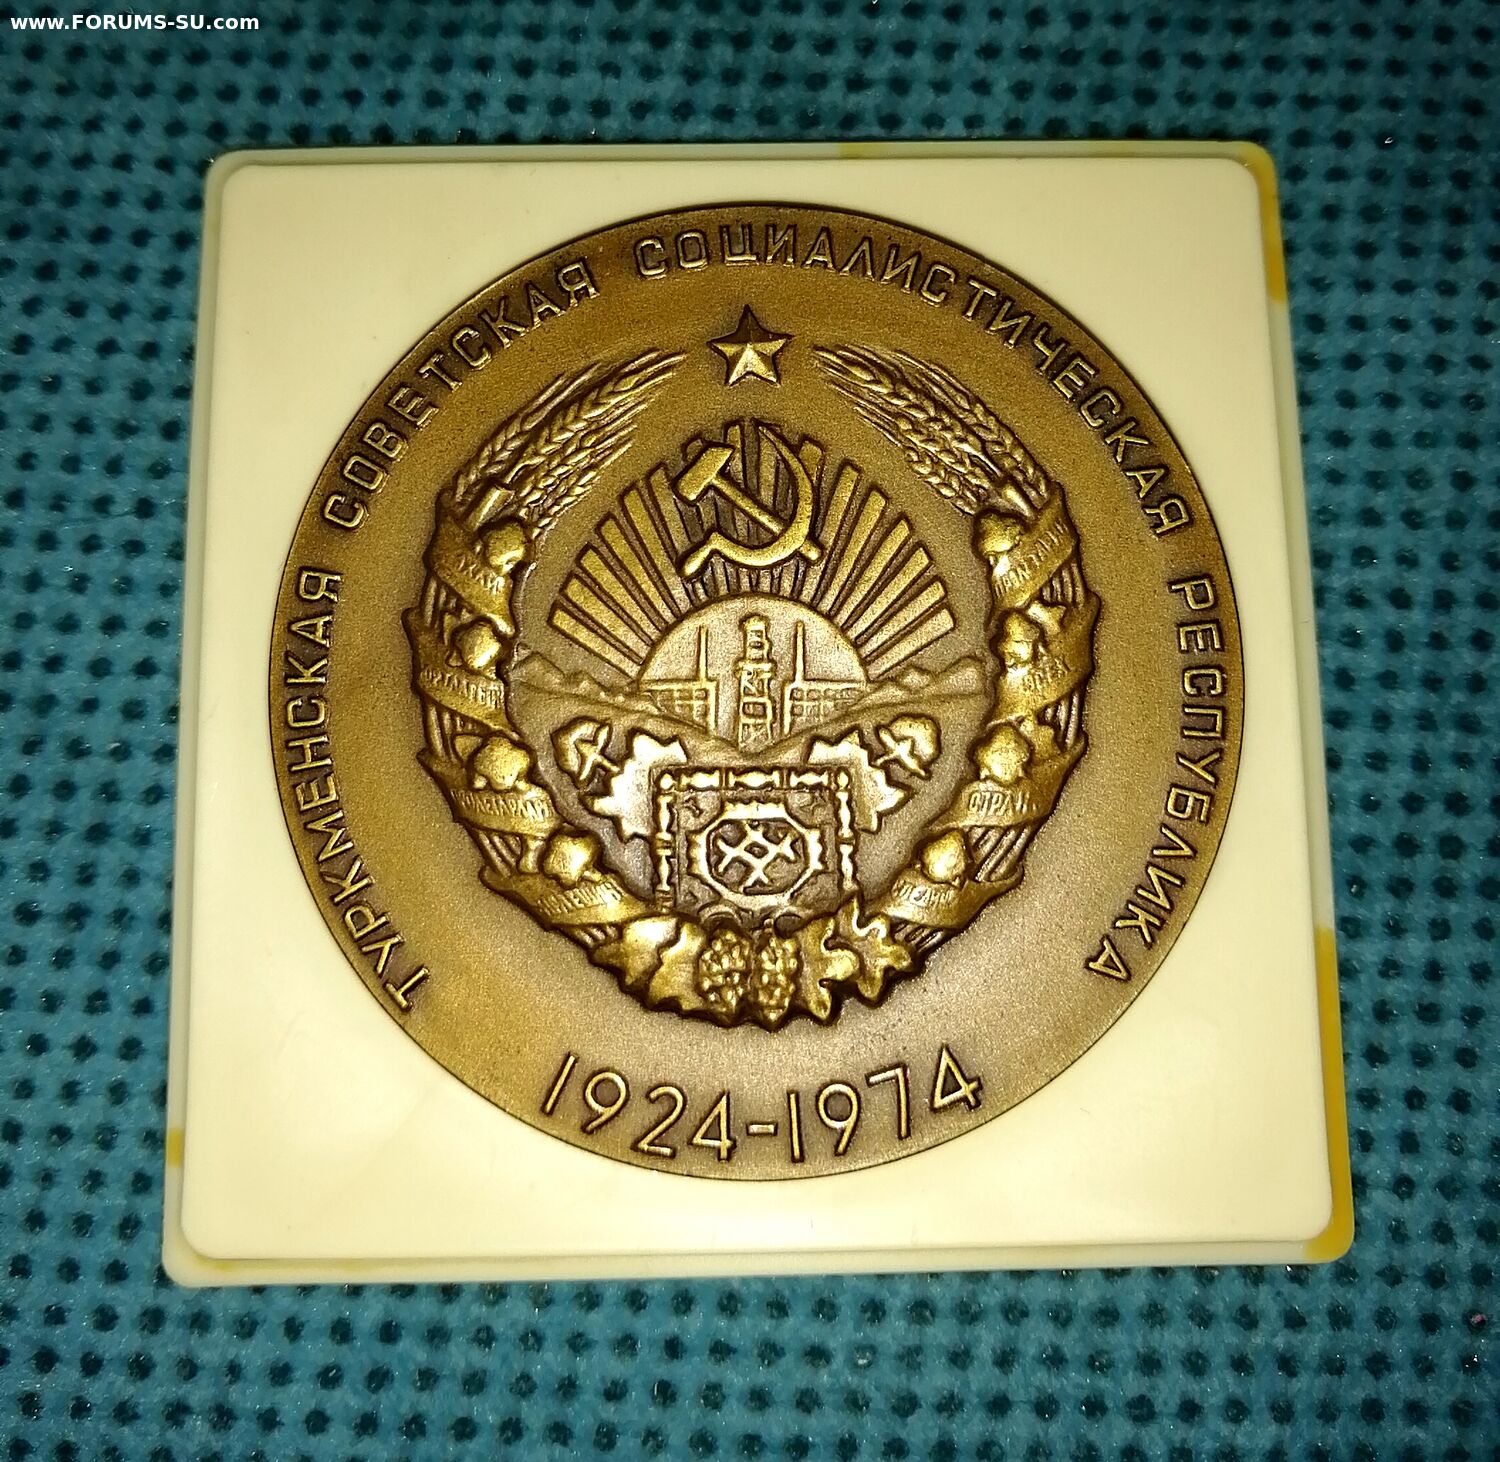 www.FORUMS-SU.com
ТУРКМЕНСКАЯ СОВЕТСКАЯ СОЦИАЛИСТИЧЕСКАЯ РЕСПУБЛИКА
1924-1974